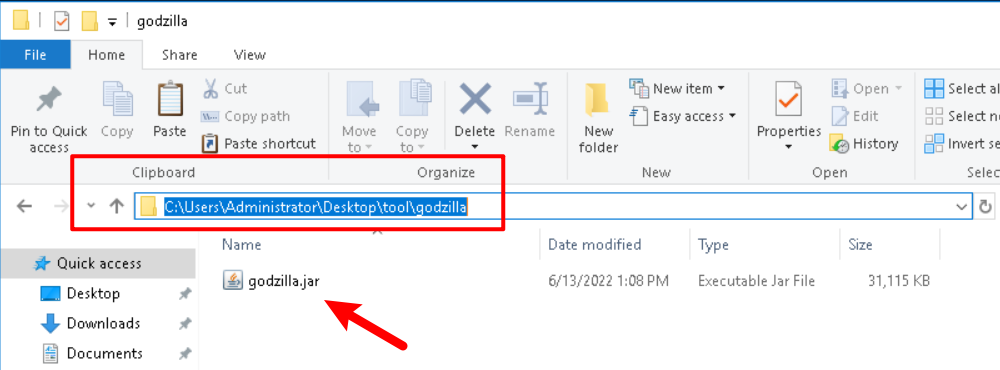 godzilla
File Home Share View
Pin to Quick access
Copy
Paste
Cut
Copy path
Paste shortcut
Clipboard
Move to
Copy to
Delete
Rename
Organize
New folder
New item
Easy access
New
Properties
Open
Edit
History
Open
Select al
Select no
Invert se
Selec
C:\Users\Administrator\Desktop\tool\godzilla
Name Date modified Type Size
Quick access
godzilla.jar 6/13/2022 1:08 PM Executable Jar File 31,115 KB
Desktop
Downloads
Documents